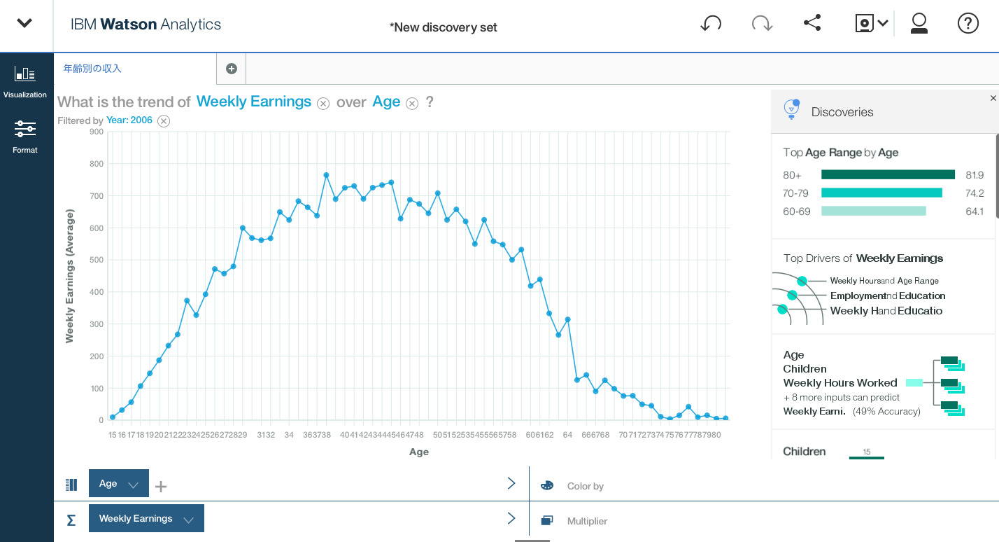 IBM Watson Analytics
*New discovery set
?
Visualization
Format
年齢別の収入
What is the trend of Weekly Earnings over Age ?
Filtered by Year: 2006
900
800
700
600
500
400
300
200
100
0
Weekly Earnings (Average)
15 16 17 18 19 20 21 22 23 24 25 26 27 28 29 31 32 34 36 37 38 40 41 42 43 44 45 46 47 48 50 51 52 53 54 55 56 57 58 60 61 62 64 66 67 68 70 71 72 73 74 75 76 77 78 79 80
Age
Discoveries
Top Age Range by Age
80+ 81.9
70-79 74.2
60-69 64.1
Top Drivers of Weekly Earnings
Weekly Hours and Age Range
Employment nd Education
Weekly H and Educatio
Age
Children
Weekly Hours Worked
+ 8 more inputs can predict
Weekly Earni. (49% Accuracy)
Children 15
Age
Color by
Σ Weekly Earnings
Multiplier